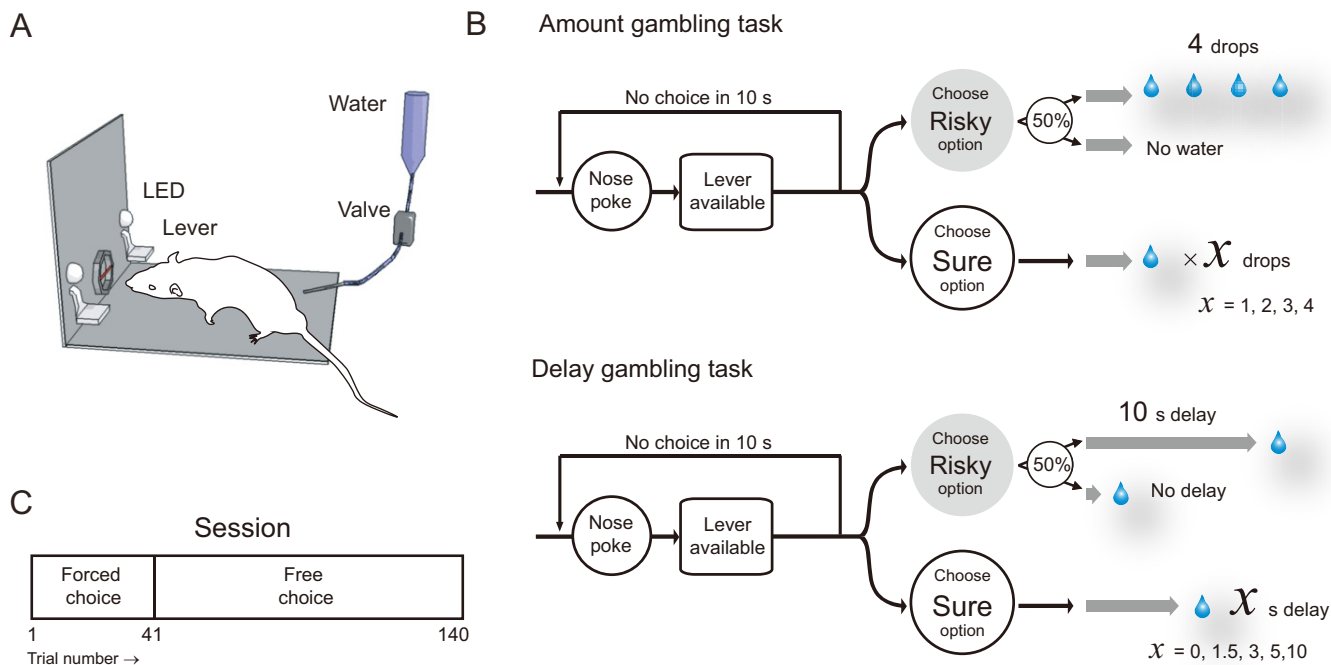 A
Water
LED
Valve
Lever
B
Amount gambling task
No choice in 10 s
Nose
poke
Lever
available
Choose
Risky
option
50%
4 drops
No water
Choose
Sure
option
× x drops
x = 1, 2, 3, 4
Delay gambling task
No choice in 10 s
Nose
poke
Lever
available
Choose
Risky
option
50%
10 s delay
No delay
Choose
Sure
option
x s delay
x = 0, 1.5, 3, 5,10
C
Session
Forced
choice
Free
choice
1 41 140
Trial number →